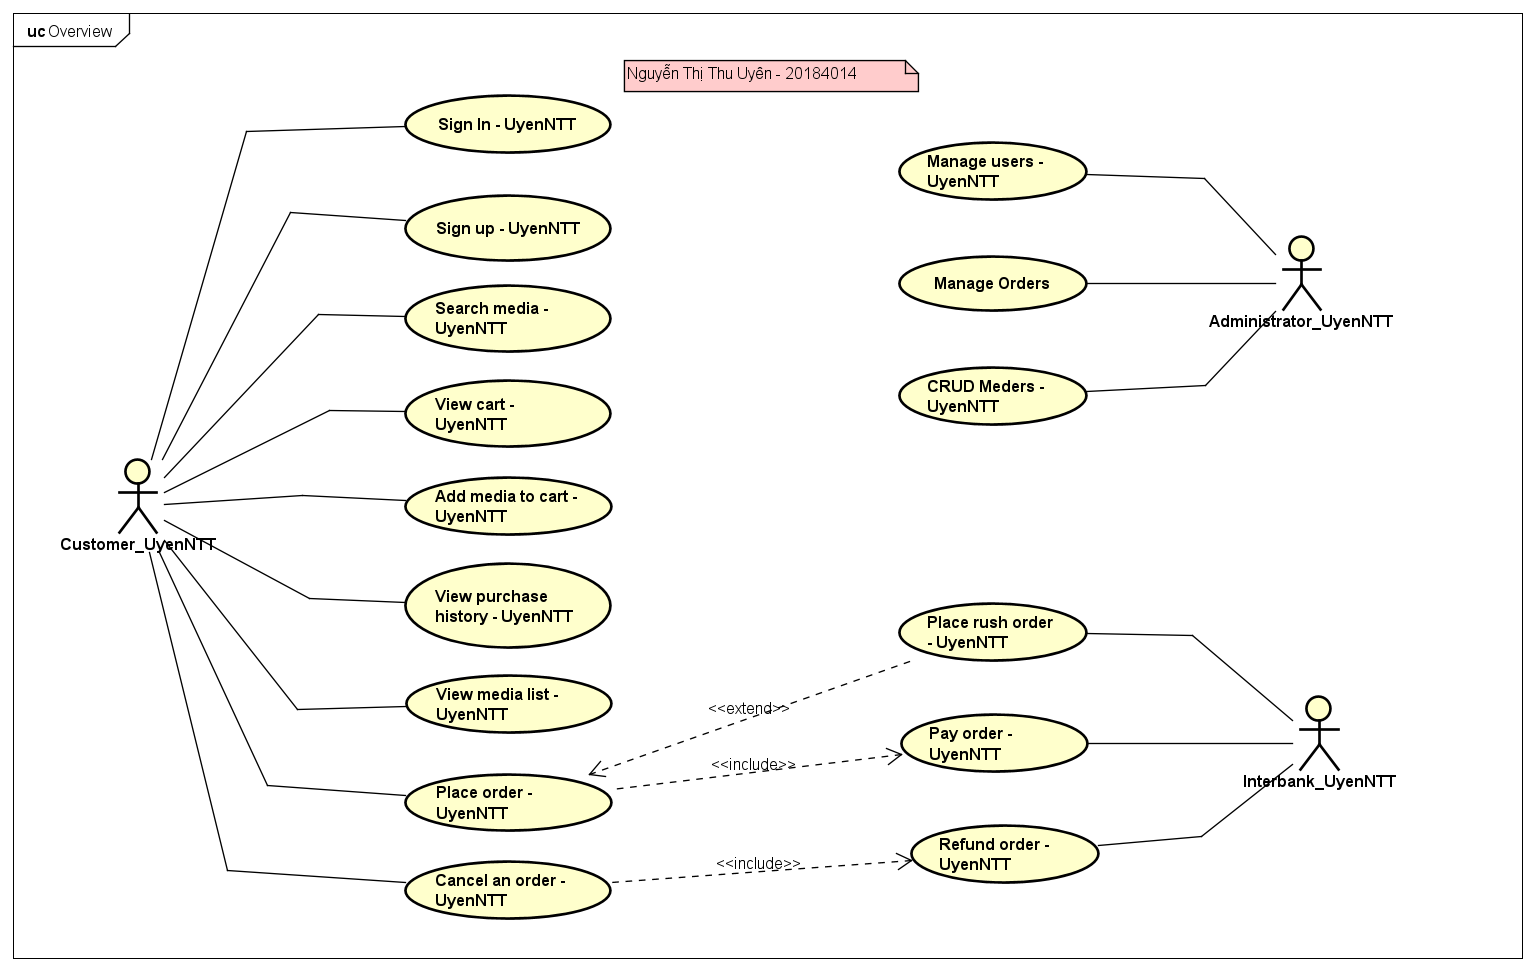 uc Overview
Nguyễn Thị Thu Uyên - 20184014
Sign In - UyenNTT
Sign up - UyenNTT
Search media -
UyenNTT
View cart -
UyenNTT
Add media to cart -
UyenNTT
View purchase
history - UyenNTT
View media list -
UyenNTT
Place order -
UyenNTT
Cancel an order -
UyenNTT
Customer_UyenNTT
Manage users -
UyenNTT
Manage Orders
CRUD Meders -
UyenNTT
Administrator_UyenNTT
Place rush order
- UyenNTT
<<extend>>
Pay order -
UyenNTT
<<include>>
Interbank_UyenNTT
Refund order -
UyenNTT
<<include>>